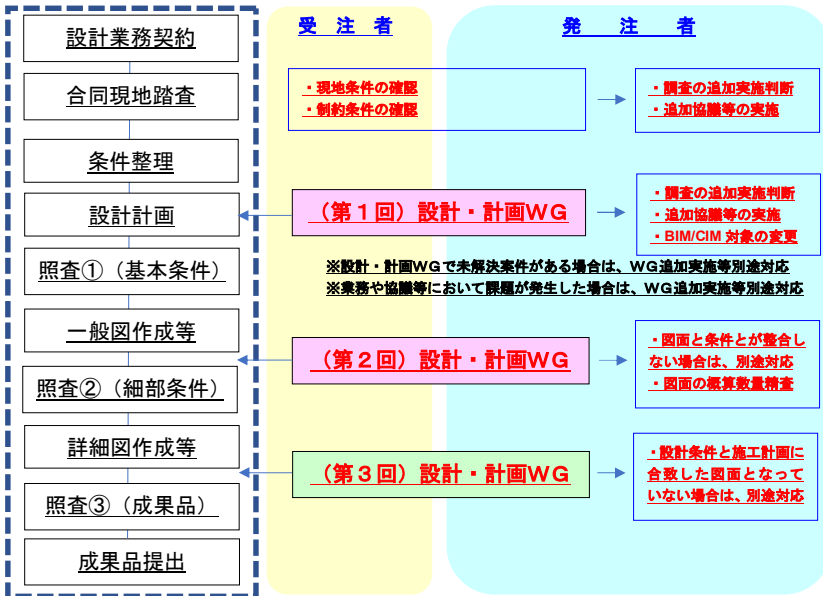 設計業務契約
合同現地踏査
条件整理
設計計画
照査①（基本条件）
一般図作成等
照査②（細部条件）
詳細図作成等
照査③（成果品）
成果品提出
受　注　者
発　注　者
・現地条件の確認
・制約条件の確認
・調査の追加実施判断
・追加協議等の実施
（第１回）設計・計画ＷＧ
・調査の追加実施判断
・追加協議等の実施
・BIM/CIM 対象の変更
※設計・計画ＷＧで未解決案件がある場合は、ＷＧ追加実施等別途対応
※業務や協議等において課題が発生した場合は、ＷＧ追加実施等別途対応
（第２回）設計・計画ＷＧ
・図面と条件とが整合し
ない場合は、別途対応
・図面の概算数量精査
（第３回）設計・計画ＷＧ
・設計条件と施工計画に
合致した図面となって
いない場合は、別途対応